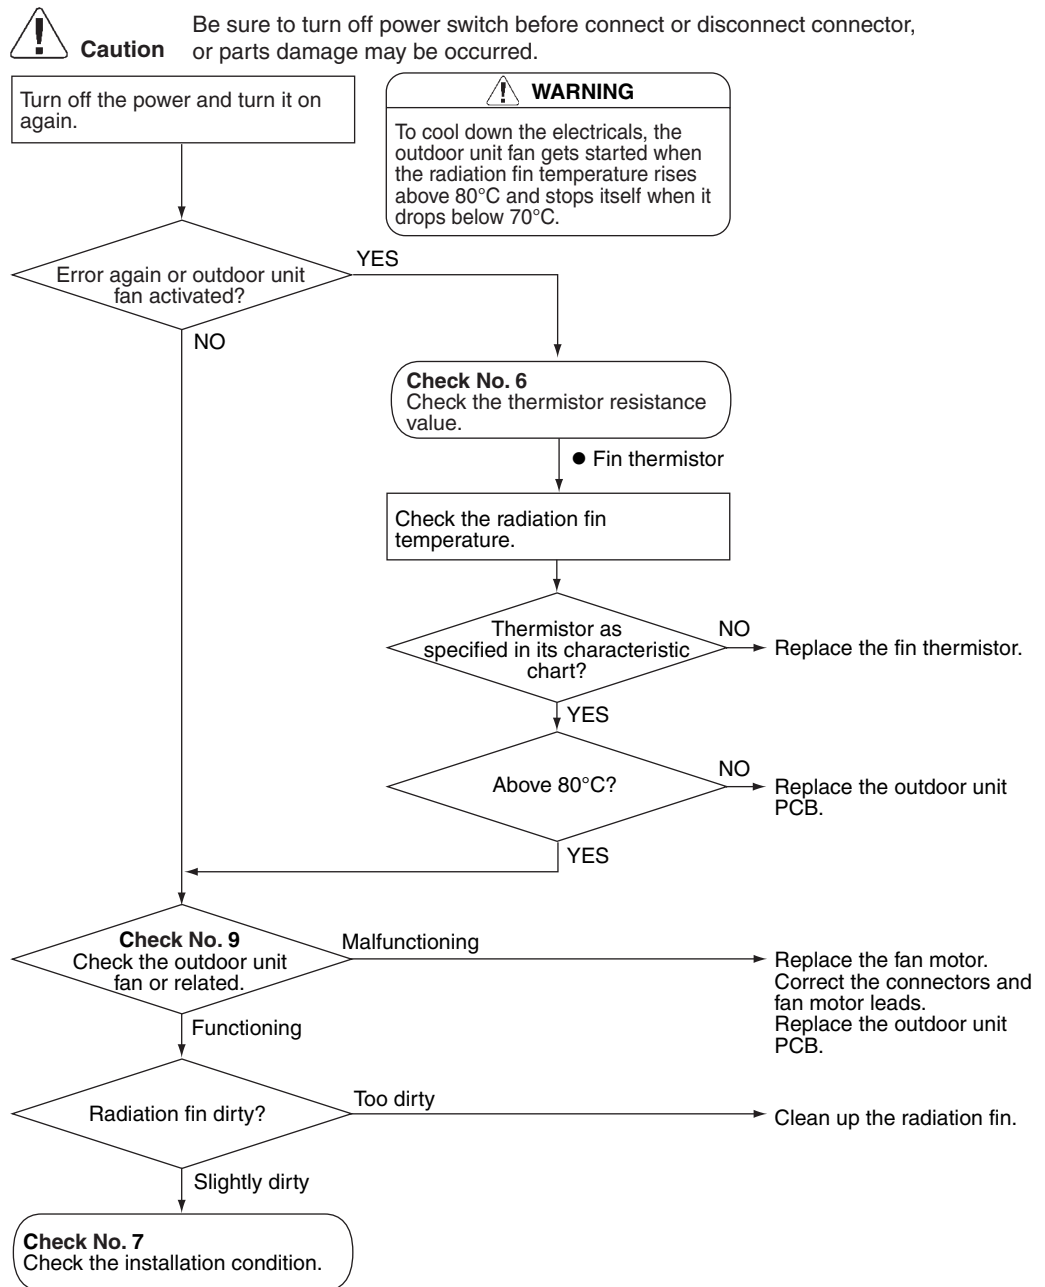 Be sure to turn off power switch before connect or disconnect connector,
Caution or parts damage may be occurred.
Turn off the power and turn it on
again.
WARNING
To cool down the electricals, the
outdoor unit fan gets started when
the radiation fin temperature rises
above 80°C and stops itself when it
drops below 70°C.
Error again or outdoor unit
fan activated?
YES
NO
Check No. 6
Check the thermistor resistance
value.
● Fin thermistor
Check the radiation fin
temperature.
Thermistor as
specified in its characteristic
chart?
NO
Replace the fin thermistor.
YES
Above 80°C?
NO
Replace the outdoor unit
PCB.
YES
Check No. 9
Check the outdoor unit
fan or related.
Malfunctioning
Replace the fan motor.
Correct the connectors and
fan motor leads.
Replace the outdoor unit
PCB.
Functioning
Radiation fin dirty?
Too dirty
Clean up the radiation fin.
Slightly dirty
Check No. 7
Check the installation condition.